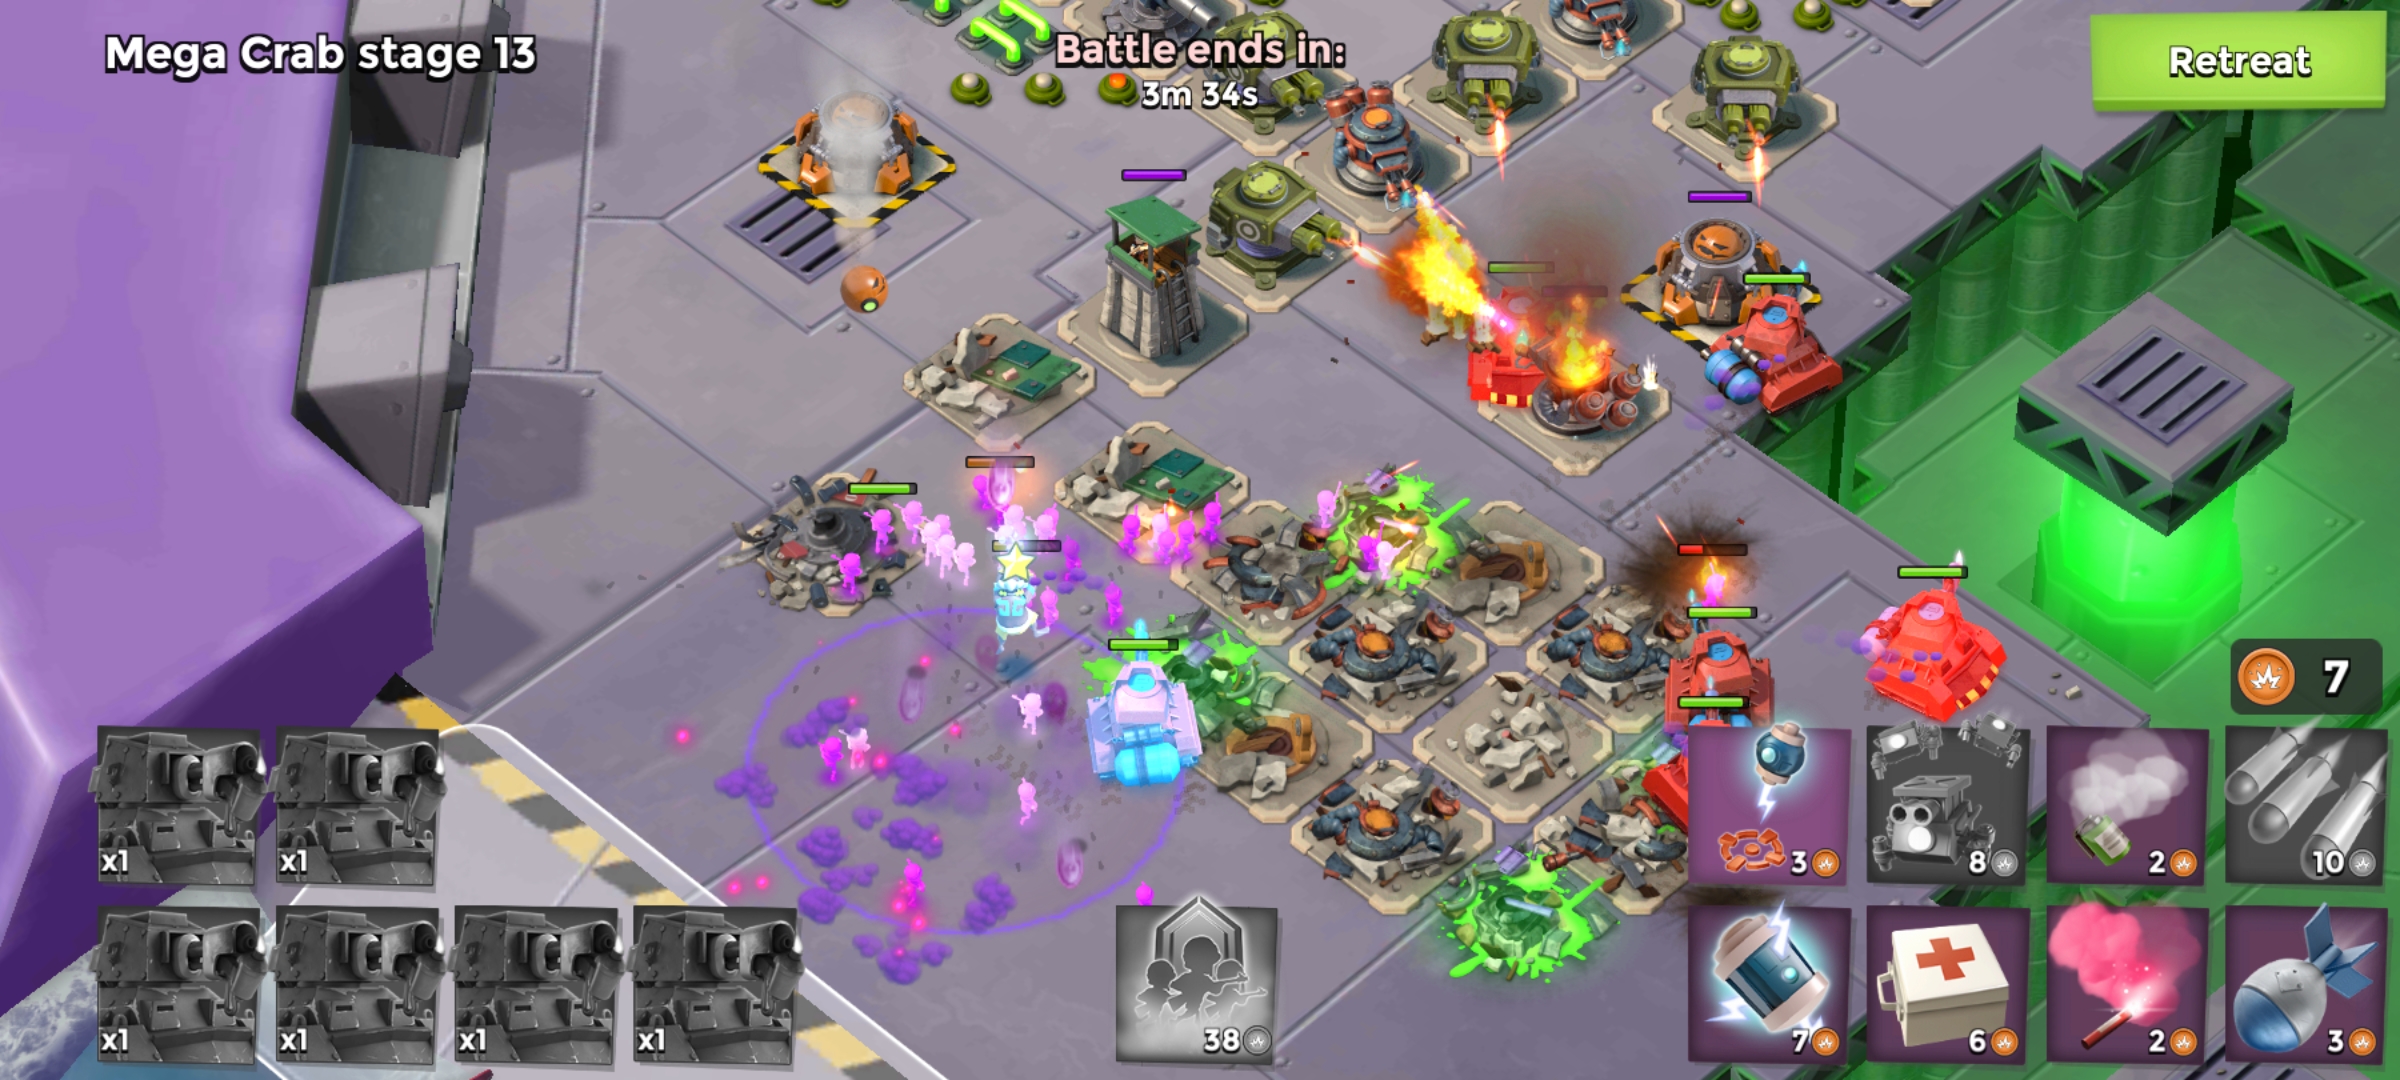 Mega Crab stage 13
Battle ends in:
3m 34s
Retreat
7
x1
x1
3
8
2
10
x1
x1
x1
x1
38
7
6
2
3